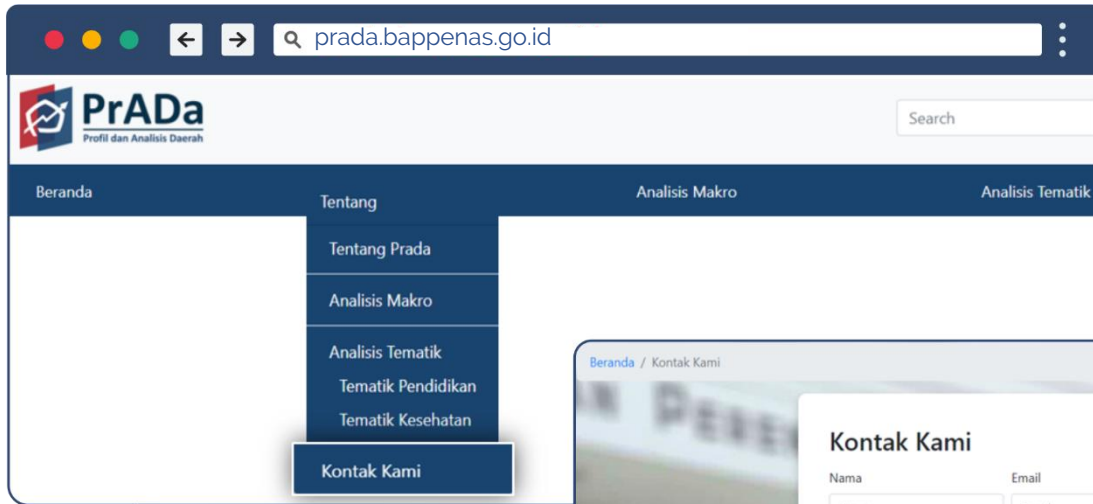 prada.bappenas.go.id
PrADa
Profil dan Analisis Daerah
Search
Beranda
Tentang
Analisis Makro
Analisis Tematik
Tentang Prada
Analisis Makro
Analisis Tematik
Tematik Pendidikan
Tematik Kesehatan
Kontak Kami
Beranda / Kontak Kami
Kontak Kami
Nama
Email